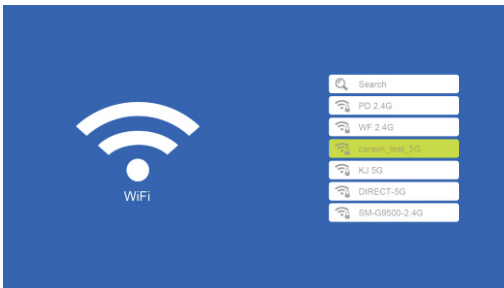 WiFi
Search
PD 2.4G
WF 2.4G
caravn_test_5G
KJ 5G
DIRECT-5G
SM-G9500-2.4G